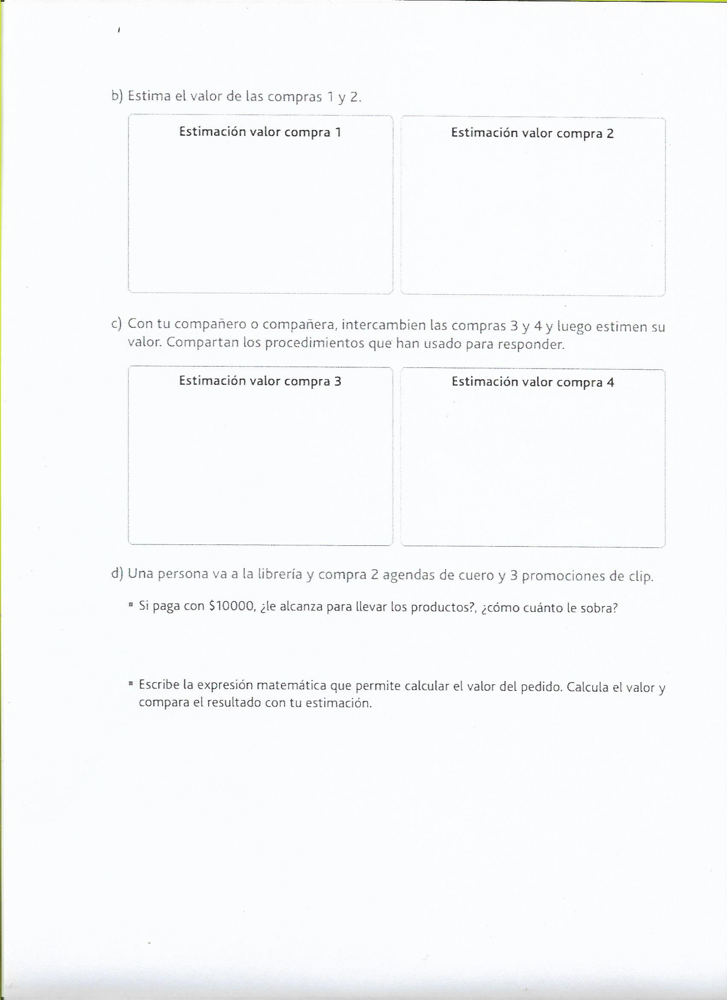 b) Estima el valor de las compras 1 y 2.
Estimación valor compra 1
Estimación valor compra 2
c) Con tu compañero o compañera, intercambien las compras 3 y 4 y luego estimen su
valor. Compartan los procedimientos que han usado para responder.
Estimación valor compra 3
Estimación valor compra 4
d) Una persona va a la librería y compra 2 agendas de cuero y 3 promociones de clip.
▪ Si paga con $10000, ¿le alcanza para llevar los productos?, ¿cómo cuánto le sobra?
▪ Escribe la expresión matemática que permite calcular el valor del pedido. Calcula el valor y
compara el resultado con tu estimación.